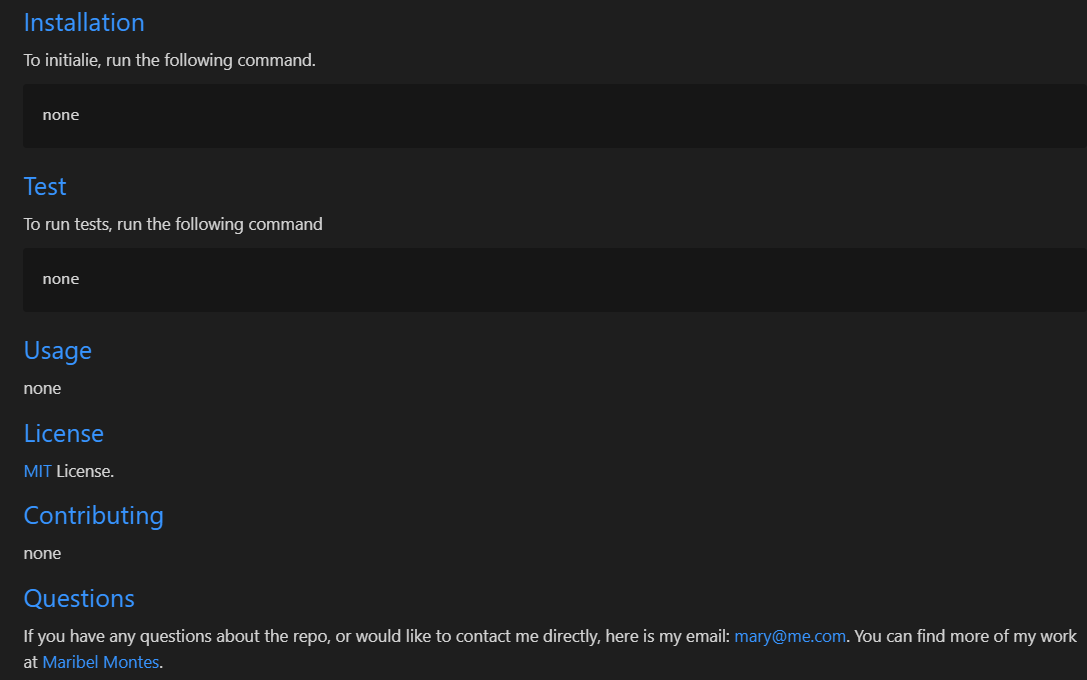 Installation
To initialie, run the following command.
none
Test
To run tests, run the following command
none
Usage
none
License
MIT License.
Contributing
none
Questions
If you have any questions about the repo, or would like to contact me directly, here is my email: mary@me.com. You can find more of my work
at Maribel Montes.